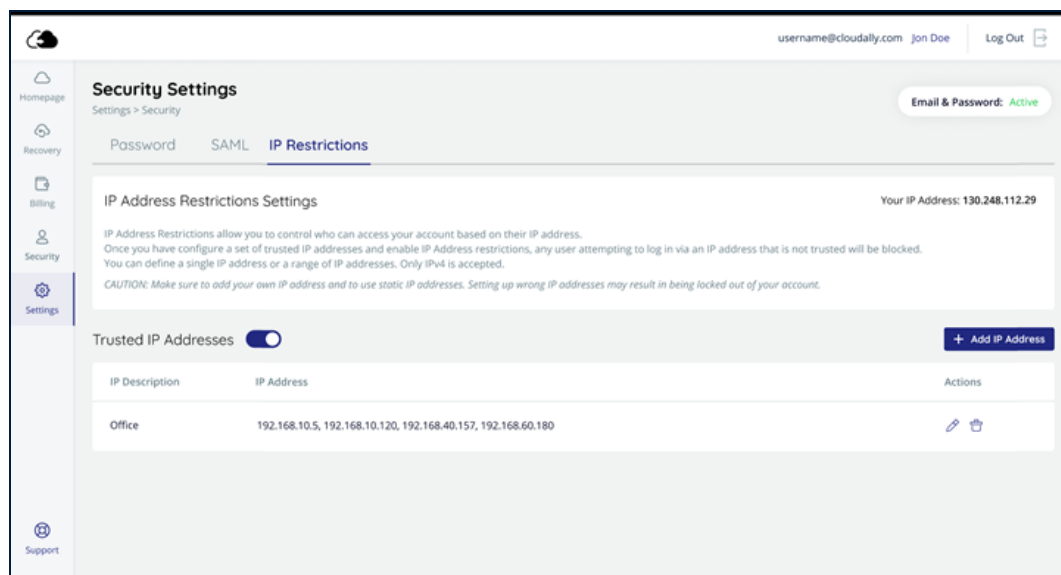 username@cloudally.com Jon Doe Log Out
Homepage
Recovery
Billing
Security
Settings
Support
Security Settings
Settings > Security
Email & Password: Active
Password SAML IP Restrictions
IP Address Restrictions Settings
Your IP Address: 130.248.112.29
IP Address Restrictions allow you to control who can access your account based on their IP address.
Once you have configure a set of trusted IP addresses and enable IP Address restrictions, any user attempting to log in via an IP address that is not trusted will be blocked.
You can define a single IP address or a range of IP addresses. Only IPv4 is accepted.
CAUTION: Make sure to add your own IP address and to use static IP addresses. Setting up wrong IP addresses may result in being locked out of your account.
Trusted IP Addresses
+ Add IP Address
IP Description IP Address Actions
Office 192.168.10.5, 192.168.10.120, 192.168.40.157, 192.168.60.180